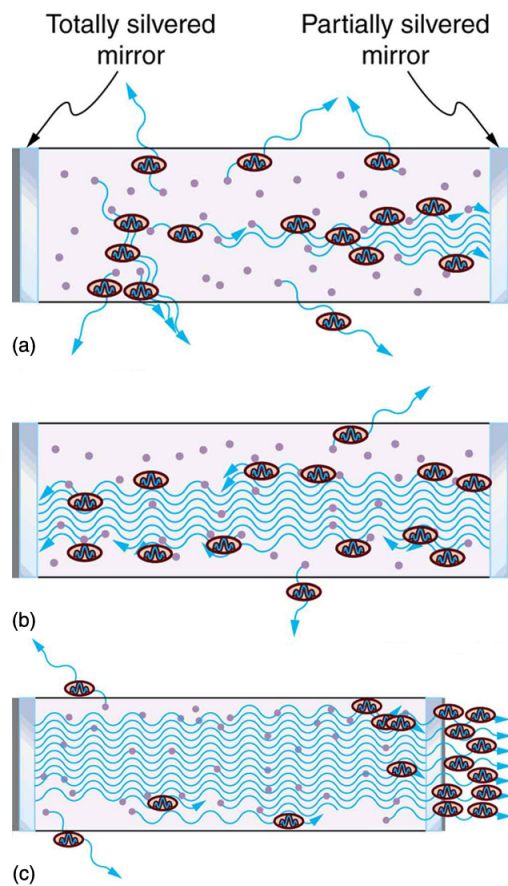 Totally silvered
mirror
Partially silvered
mirror
(a)
(b)
(c)